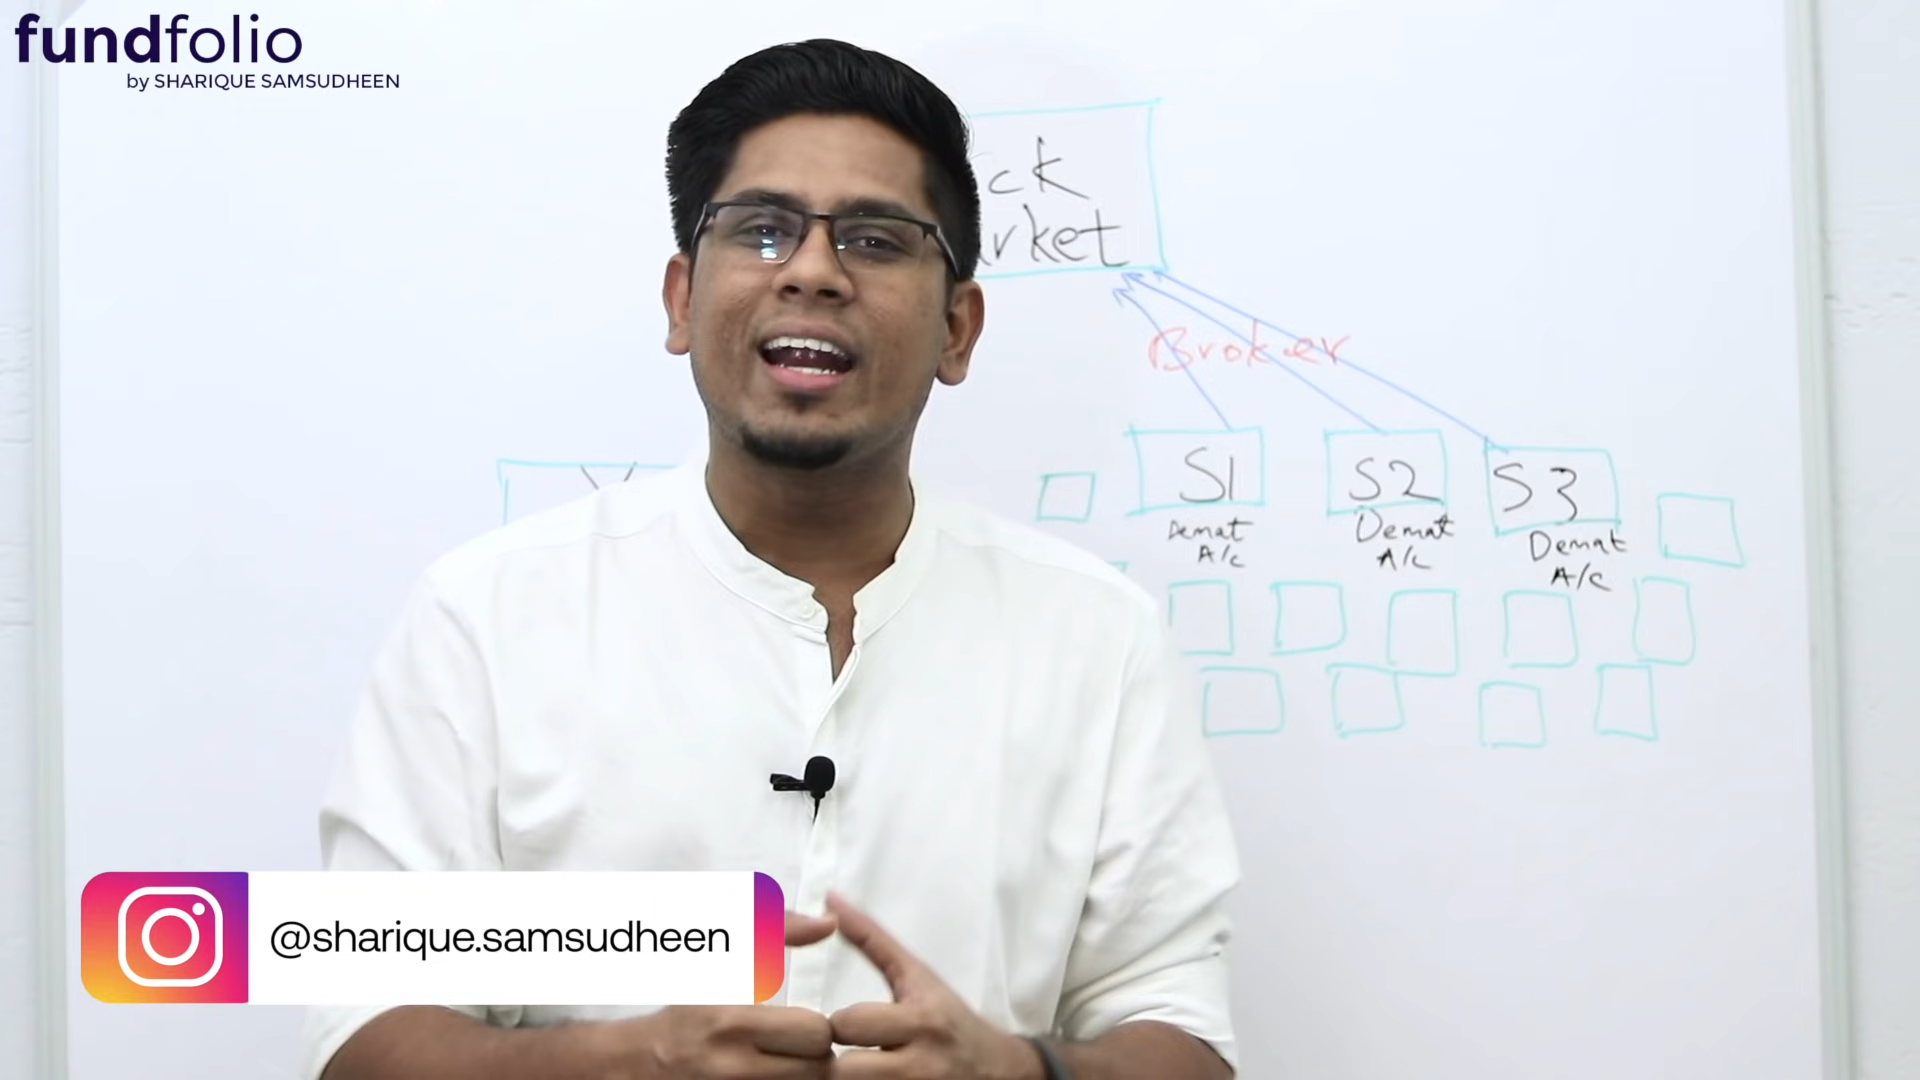 fundfolio
by SHARIQUE SAMSUDHEEN
ck
rket
Broker
S1
S2
S3
Demat
A/c
Demat
A/c
Demat
A/c
@sharique.samsudheen